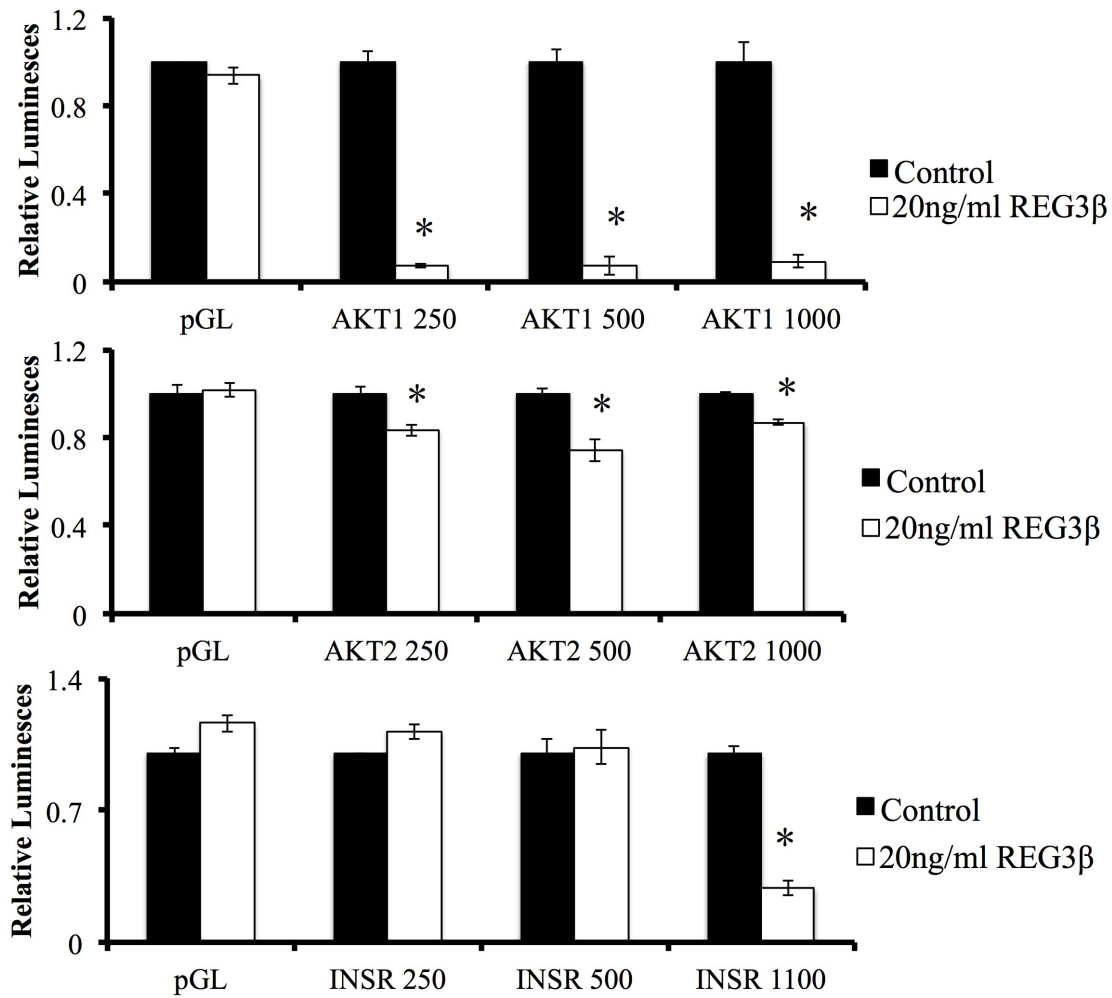 1.2
0.8
0.4
0
Relative Luminesces
*
*
*
Control
20ng/ml REG3β
pGL
AKT1 250
AKT1 500
AKT1 1000
1.2
0.8
0.4
0
Relative Luminesces
*
*
*
Control
20ng/ml REG3β
pGL
AKT2 250
AKT2 500
AKT2 1000
1.4
0.7
0
Relative Luminesces
*
Control
20ng/ml REG3β
pGL
INSR 250
INSR 500
INSR 1100